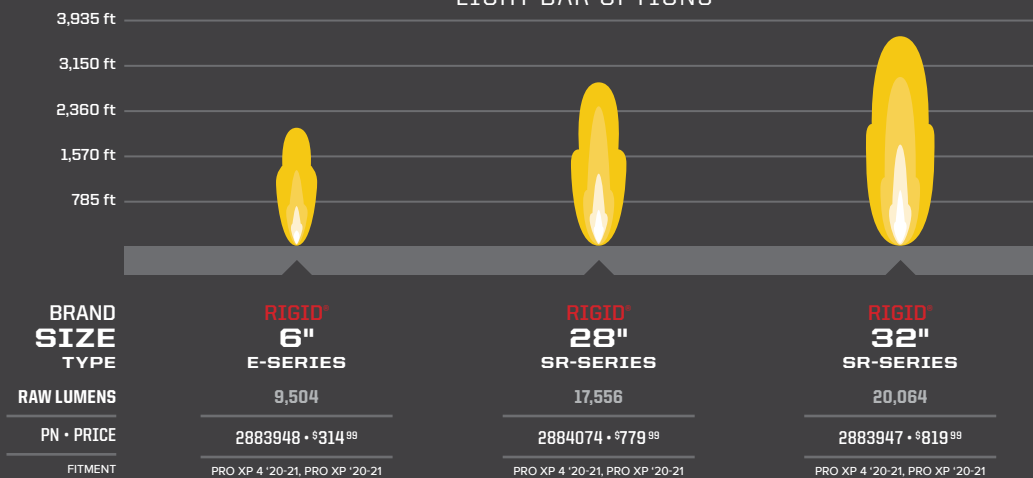 LIGHT BAR OPTIONS
3,935 ft
3,150 ft
2,360 ft
1,570 ft
785 ft
BRAND RIGID® RIGID® RIGID®
SIZE 6" 28" 32"
TYPE E-SERIES SR-SERIES SR-SERIES
RAW LUMENS 9,504 17,556 20,064
PN • PRICE 2883948 • $314 99 2884074 • $779 99 2883947 • $819 99
FITMENT PRO XP 4 ‘20-21, PRO XP ‘20-21 PRO XP 4 ‘20-21, PRO XP ‘20-21 PRO XP 4 ‘20-21, PRO XP ‘20-21